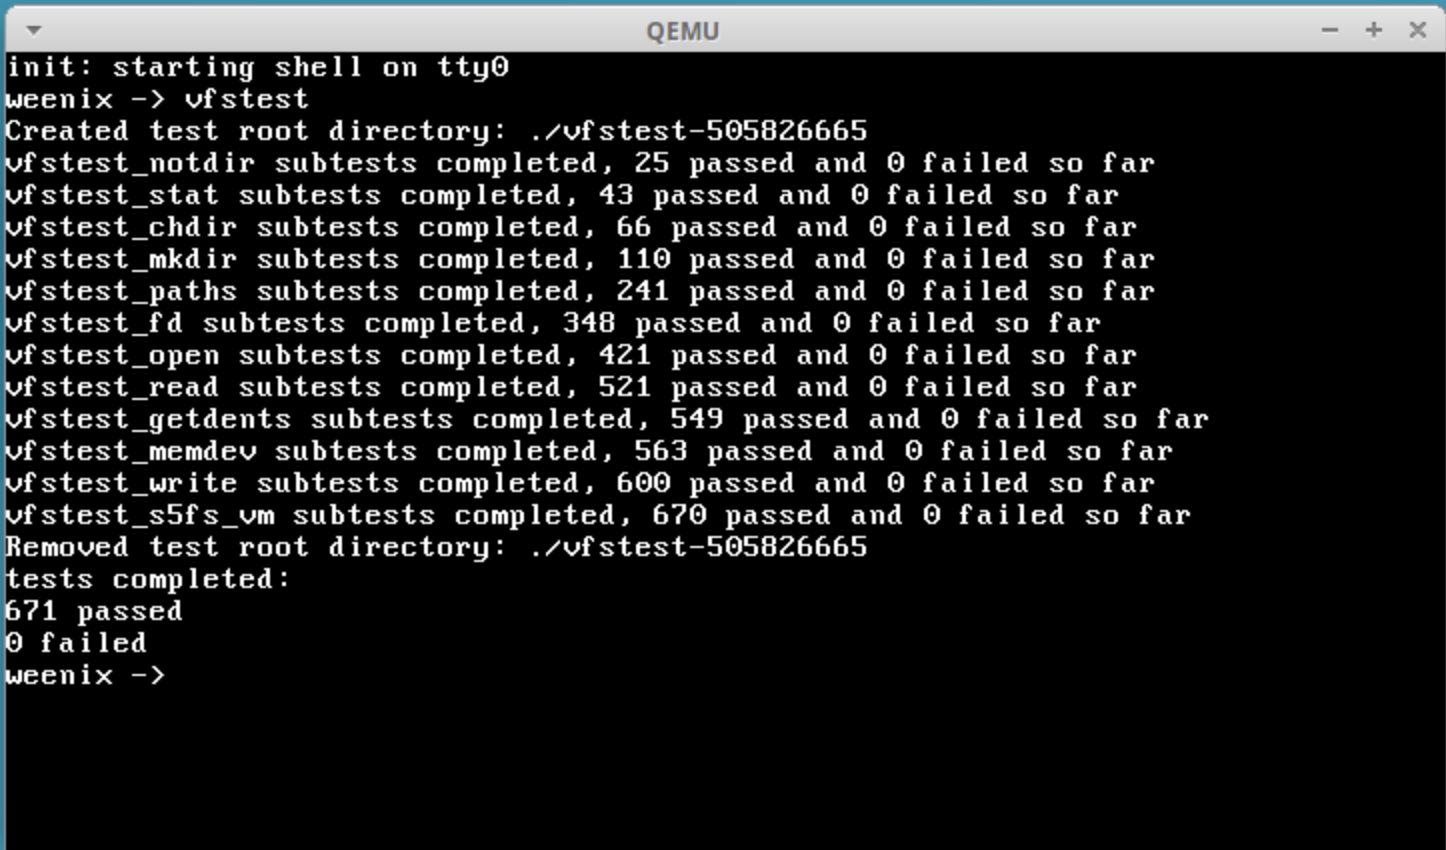 QEMU
init: starting shell on tty0
weenix -> vfstest
Created test root directory: ./vfstest-505826665
vfstest_notdir subtests completed, 25 passed and 0 failed so far
vfstest_stat subtests completed, 43 passed and 0 failed so far
vfstest_chdir subtests completed, 66 passed and 0 failed so far
vfstest_mkdir subtests completed, 110 passed and 0 failed so far
vfstest_paths subtests completed, 241 passed and 0 failed so far
vfstest_fd subtests completed, 348 passed and 0 failed so far
vfstest_open subtests completed, 421 passed and 0 failed so far
vfstest_read subtests completed, 521 passed and 0 failed so far
vfstest_getdents subtests completed, 549 passed and 0 failed so far
vfstest_memdev subtests completed, 563 passed and 0 failed so far
vfstest_write subtests completed, 600 passed and 0 failed so far
vfstest_s5fs_vm subtests completed, 670 passed and 0 failed so far
Removed test root directory: ./vfstest-505826665
tests completed:
671 passed
0 failed
weenix ->